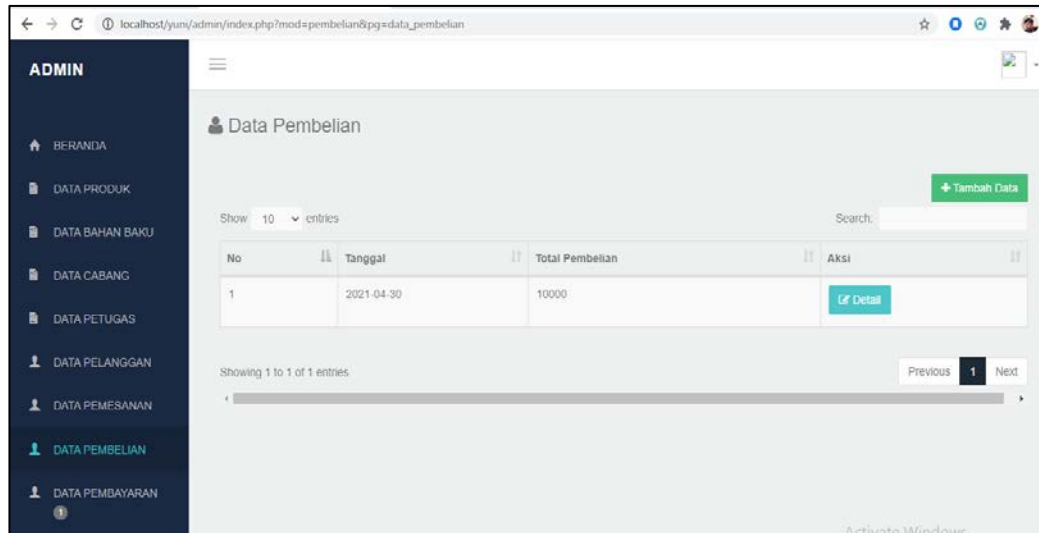 localhost/yuni/admin/index.php?mod=pembelian&pg=data_pembelian
ADMIN
Data Pembelian
BERANDA
DATA PRODUK
DATA BAHAN BAKU
DATA CABANG
DATA PETUGAS
DATA PELANGGAN
DATA PEMESANAN
DATA PEMBELIAN
DATA PEMBAYARAN
1
+ Tambah Data
Show 10 entries Search:
No Tanggal Total Pembelian Aksi
1 2021-04-30 10000 Detail
Showing 1 to 1 of 1 entries Previous 1 Next
Activate Windows